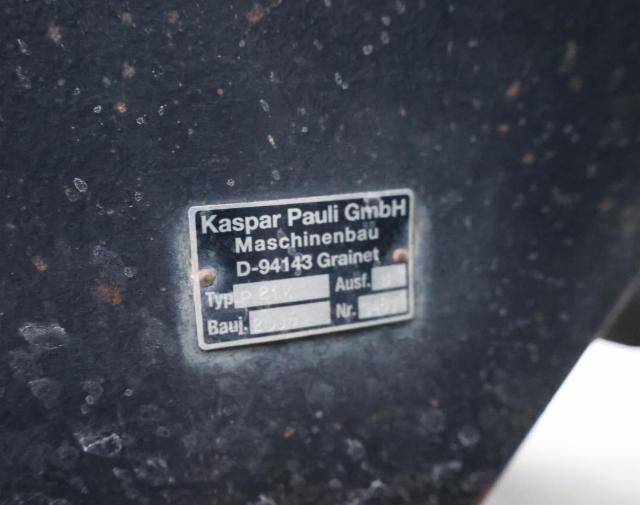 Kaspar Pauli GmbH
Maschinenbau
D-94143 Grainet
Typ. Ausf.
Bauj. Nr.